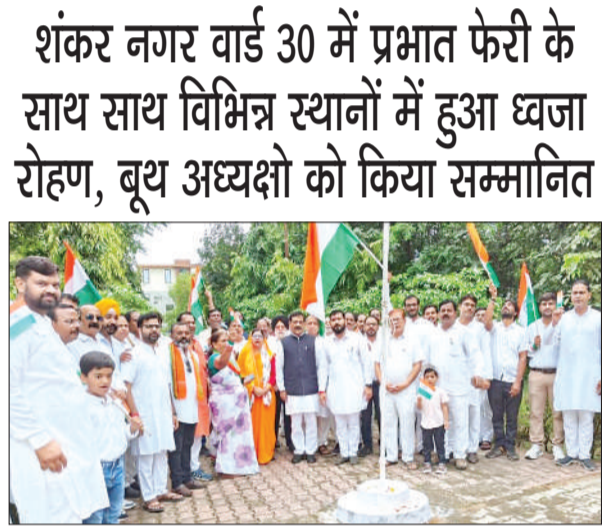 शंकर नगर वार्ड 30 में प्रभात फेरी के
साथ साथ विभिन्न स्थानों में हुआ ध्वजा
रोहण, बूथ अध्यक्षो को किया सम्मानित